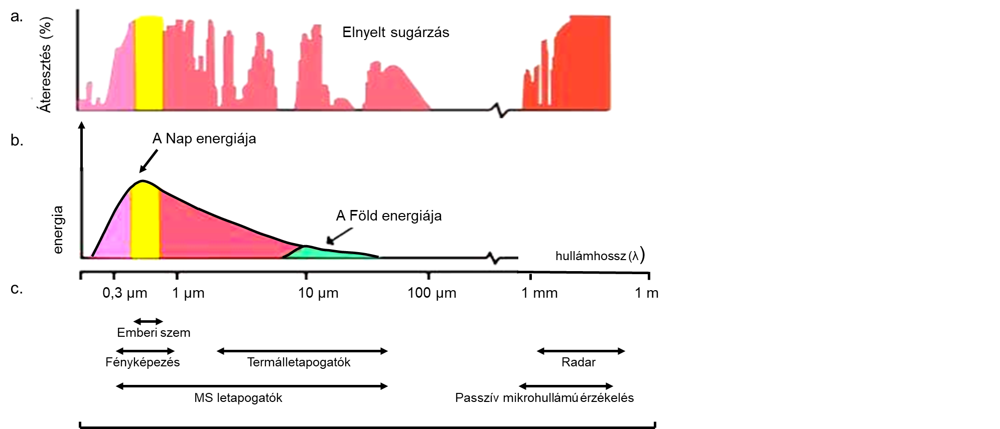 a.
Áteresztés (%)
Elnyelt sugárzás
b.
A Nap energiája
energia
A Föld energiája
hullámhossz (λ)
c.
0,3 μm 1 μm 10 μm 100 μm 1 mm 1 m
Emberi szem
Fényképezés Termálletapogatók Radar
MS letapogatók Passzív mikrohullámú érzékelés